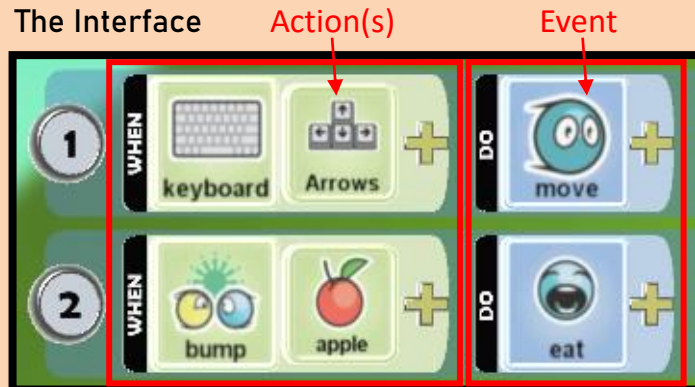 The Interface Action(s) Event
1 WHEN keyboard Arrows DO move
2 WHEN bump apple DO eat